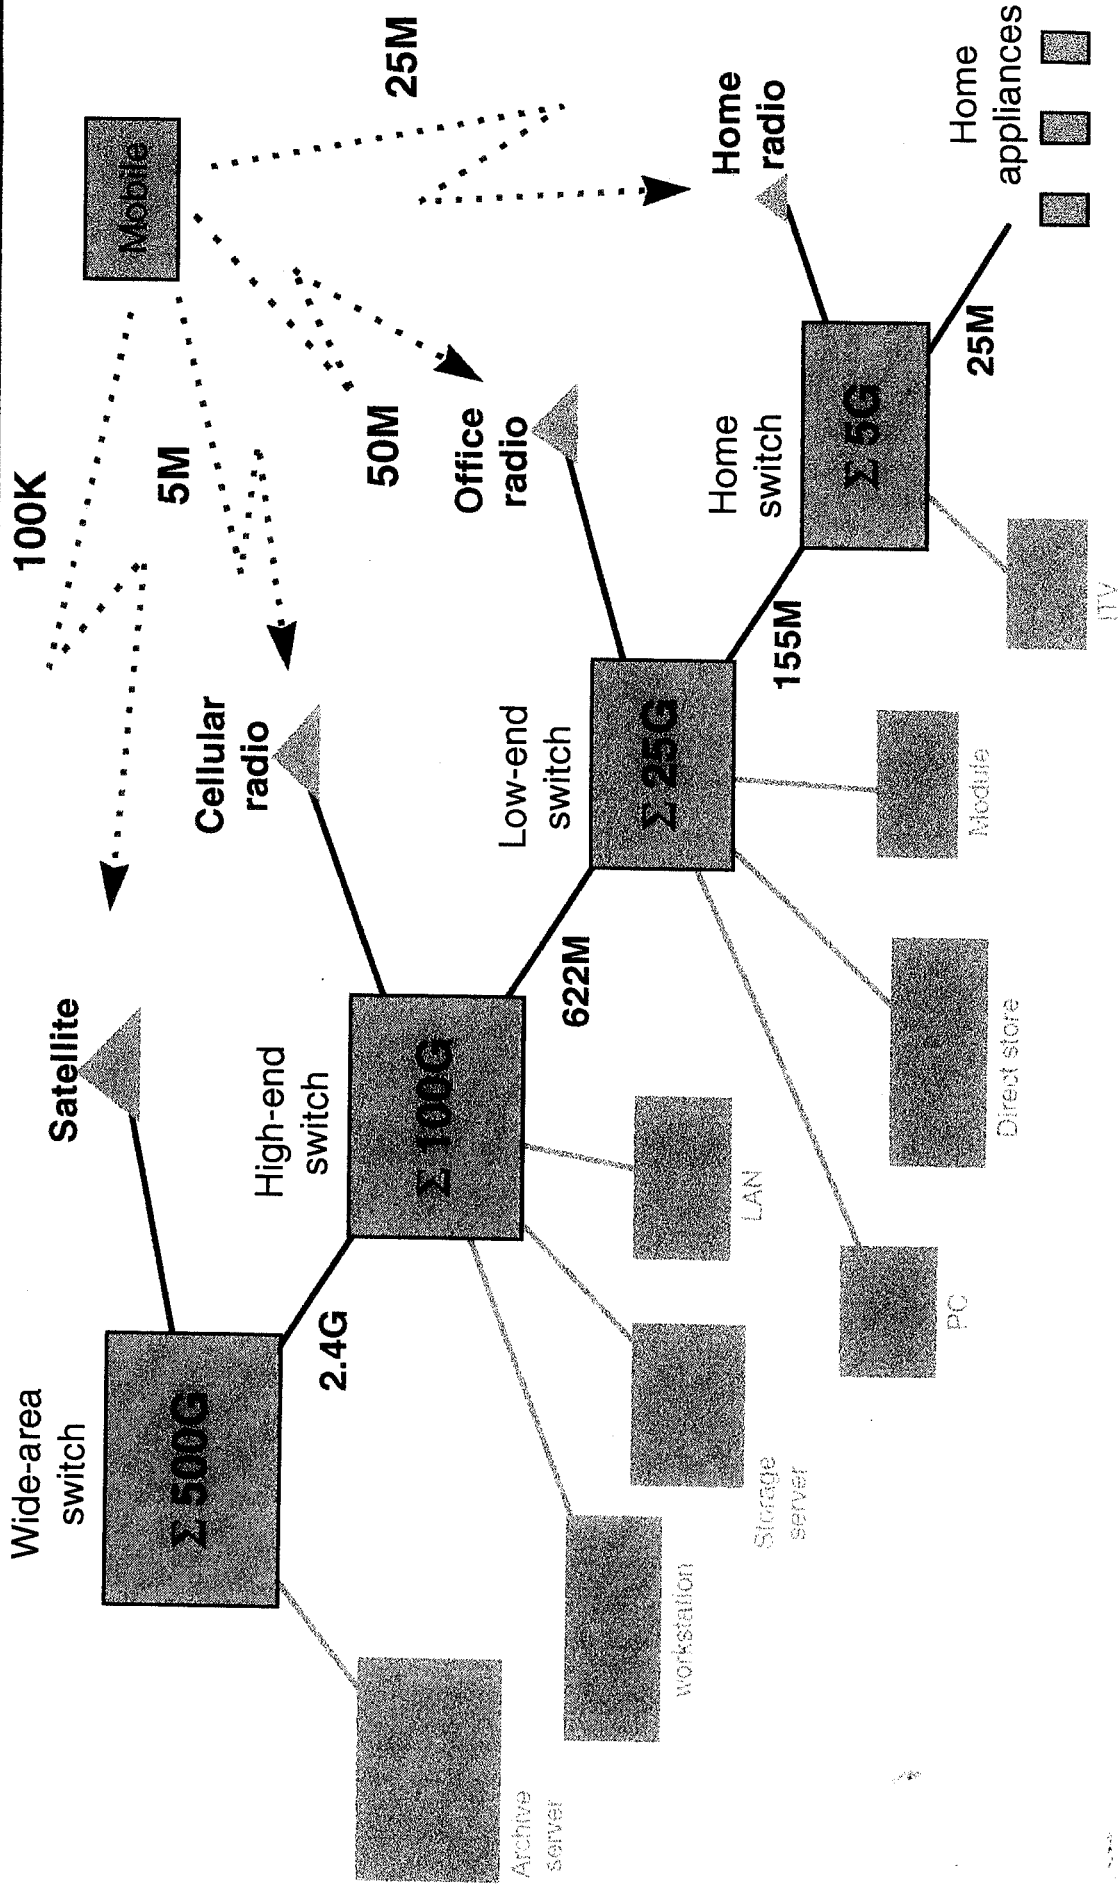 Mobile
100K
5M
50M
25M
Satellite
Cellular
radio
Office
radio
Home
radio
Wide-area
switch
Σ 500G
2.4G
High-end
switch
Σ 100G
622M
Low-end
switch
Σ 25G
155M
Home
switch
Σ 5G
25M
Home
appliances
Archive
server
workstation
Storage
server
LAN
PC
Direct store
Module
ITV